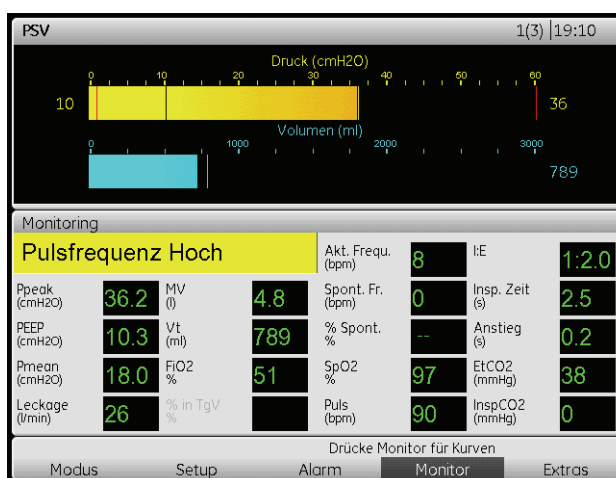 PSV 1(3) 19:10
Druck (cmH2O)
0 10 20 30 40 50 60
10 36
Volumen (ml)
0 1000 2000 3000
789
Monitoring
Pulsfrequenz Hoch
Akt. Frequ. (bpm) 8 I:E 1:2.0
Ppeak (cmH2O) 36.2 MV (l) 4.8 Spont. Fr. (bpm) 0 Insp. Zeit (s) 2.5
PEEP (cmH2O) 10.3 Vt (ml) 789 % Spont. % -- Anstieg (s) 0.2
Pmean (cmH2O) 18.0 FiO2 % 51 SpO2 % 97 EtCO2 (mmHg) 38
Leckage (l/min) 26 % in TgV % Puls (bpm) 90 InspCO2 (mmHg) 0
Drücke Monitor für Kurven
Modus Setup Alarm Monitor Extras